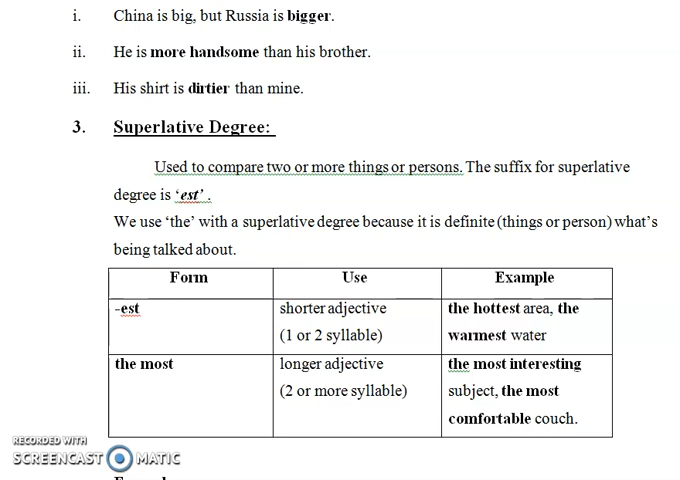 i. China is big, but Russia is bigger.
ii. He is more handsome than his brother.
iii. His shirt is dirtier than mine.
3. Superlative Degree:
Used to compare two or more things or persons. The suffix for superlative
degree is ‘est’ .
We use ‘the’ with a superlative degree because it is definite (things or person) what’s
being talked about.
Form Use Example
-est shorter adjective the hottest area, the
(1 or 2 syllable) warmest water
the most longer adjective the most interesting
(2 or more syllable) subject, the most
comfortable couch.
RECORDED WITH
SCREENCAST MATIC